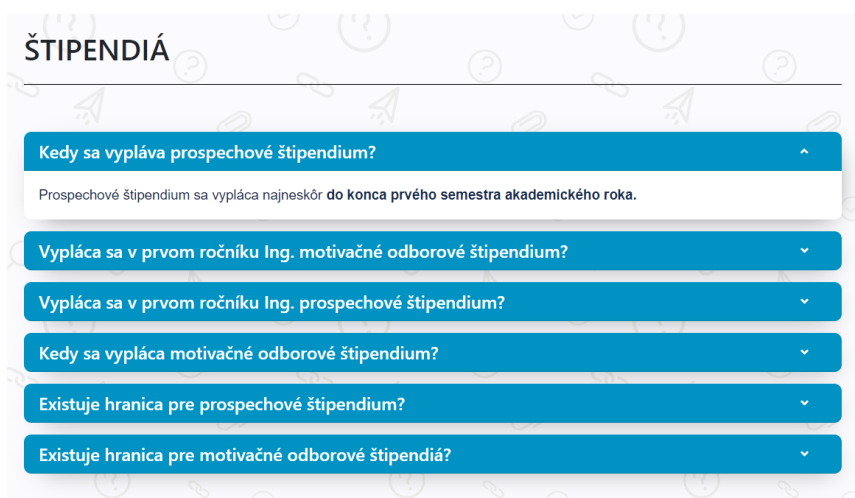 ŠTIPENDIÁ
Kedy sa vypláva prospechové štipendium?
Prospechové štipendium sa vypláca najneskôr do konca prvého semestra akademického roka.
Vypláca sa v prvom ročníku Ing. motivačné odborové štipendium?
Vypláca sa v prvom ročníku Ing. prospechové štipendium?
Kedy sa vypláca motivačné odborové štipendium?
Existuje hranica pre prospechové štipendium?
Existuje hranica pre motivačné odborové štipendiá?